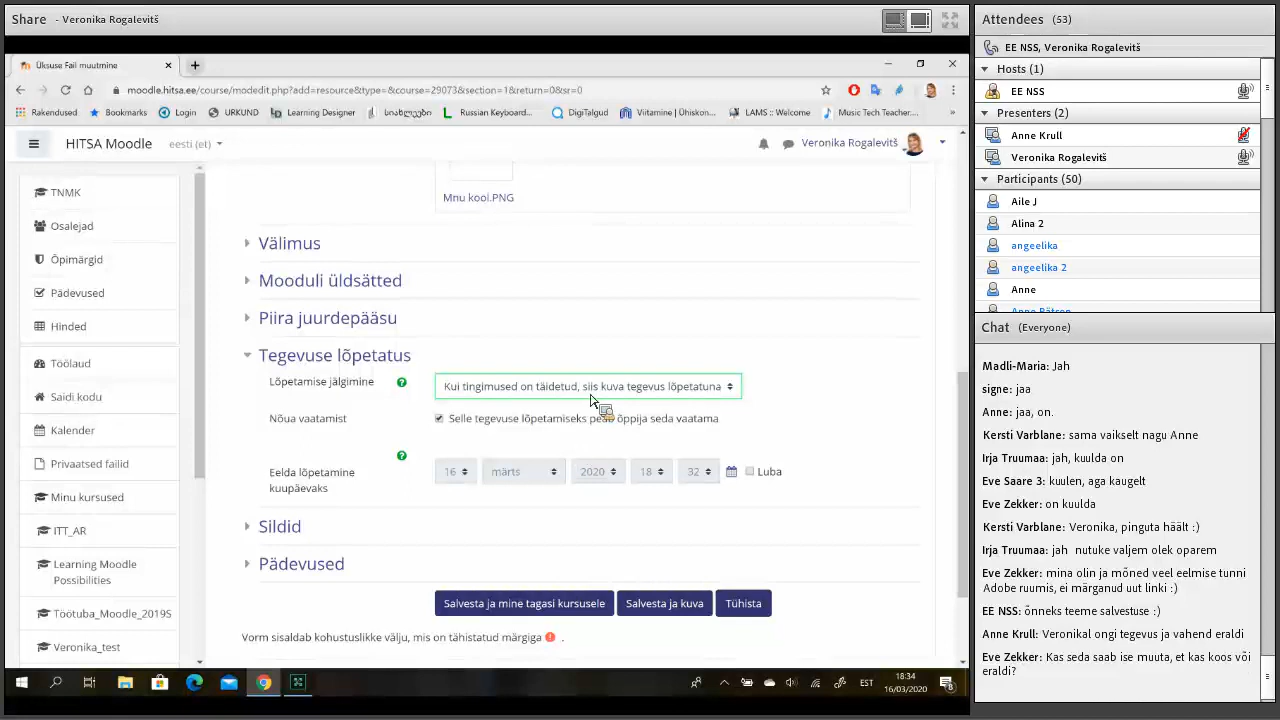 Share - Veronika Rogalevitš
Üksuse Fail muutmine
moodle.hitsa.ee/course/modedit.php?add=resource&type=&course=29073&section=1&return=0&sr=0
Rakendused Bookmarks Login URKUND Learning Designer სახელოვნებო Russian Keyboard... DigiTalgud Viitamine / Ühiskon... LAMS :: Welcome Music Tech Teacher,... »
HITSA Moodle eesti (et) Veronika Rogalevitš
TNMK
Osalejad
Õpimärgid
Pädevused
Hinded
Töölaud
Saidi kodu
Kalender
Privaatsed failid
Minu kursused
ITT_AR
Learning Moodle
Possibilities
Töötuba_Moodle_2019S
Veronika_test
Mnu kool.PNG
Välimus
Mooduli üldsätted
Piira juurdepääsu
Tegevuse lõpetatus
Lõpetamise jälgimine Kui tingimused on täidetud, siis kuva tegevus lõpetatuna
Nõua vaatamist Selle tegevuse lõpetamiseks peab õppija seda vaatama
Eelda lõpetamine
kuupäevaks
16 märts 2020 18 32 Luba
Sildid
Pädevused
Salvesta ja mine tagasi kursusele Salvesta ja kuva Tühista
Vorm sisaldab kohustuslikke välju, mis on tähistatud märgiga .
EST
18:34
16/03/2020
8
Attendees (53)
EE NSS, Veronika Rogalevitš
Hosts (1)
EE NSS
Presenters (2)
Anne Krull
Veronika Rogalevitš
Participants (50)
Aile J
Alina 2
angeelika
angeelika 2
Anne
Anne Rätsep
Chat (Everyone)
Madli-Maria: Jah
signe: jaa
Anne: jaa, on.
Kersti Varblane: sama vaikselt nagu Anne
Irja Truumaa: jah, kuulda on
Eve Saare 3: kuulen, aga kaugelt
Eve Zekker: on kuulda
Kersti Varblane: Veronika, pinguta häält :)
Irja Truumaa: jah nutuke valjem olek oparem
Eve Zekker: mina olin ja mõned veel eelmise tunni
Adobe ruumis, ei märganud uut linki :)
EE NSS: õnneks teeme salvestuse :)
Anne Krull: Veronikal ongi tegevus ja vahend eraldi
Eve Zekker: Kas seda saab ise muuta, et kas koos või
eraldi?